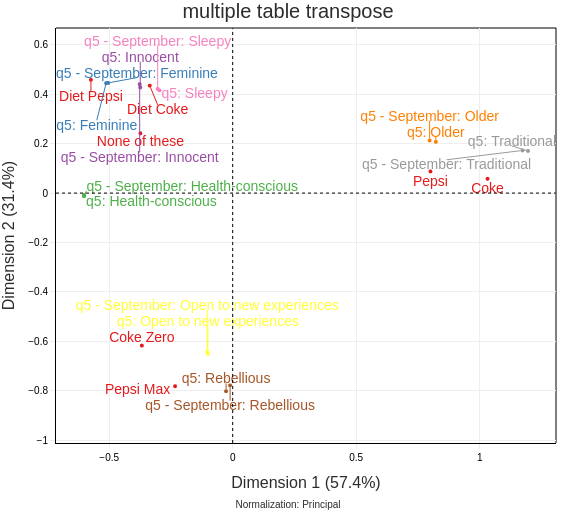 multiple table transpose
0.6
0.4
0.2
0
−0.2
−0.4
−0.6
−0.8
−1
Dimension 2 (31.4%)
q5 - September: Sleepy
q5: Innocent
q5 - September: Feminine
Diet Pepsi
q5: Sleepy
Diet Coke
q5: Feminine
None of these
q5 - September: Innocent
q5 - September: Older
q5: Older
q5: Traditional
q5 - September: Traditional
Pepsi
Coke
q5 - September: Health-conscious
q5: Health-conscious
q5 - September: Open to new experiences
q5: Open to new experiences
Coke Zero
q5: Rebellious
Pepsi Max
q5 - September: Rebellious
−0.5
0
0.5
1
Dimension 1 (57.4%)
Normalization: Principal